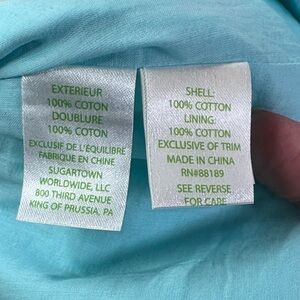 EXTERIEUR
100% COTON
DOUBLURE
100% COTON
EXCLUSIF DE L'ÉQUILIBRE
FABRIQUE EN CHINE
SUGARTOWN
WORLDWIDE, LLC
800 THIRD AVENUE
KING OF PRUSSIA, PA
SHELL:
100% COTTON
LINING:
100% COTTON
EXCLUSIVE OF TRIM
MADE IN CHINA
RN#88189
SEE REVERSE
FOR CARE